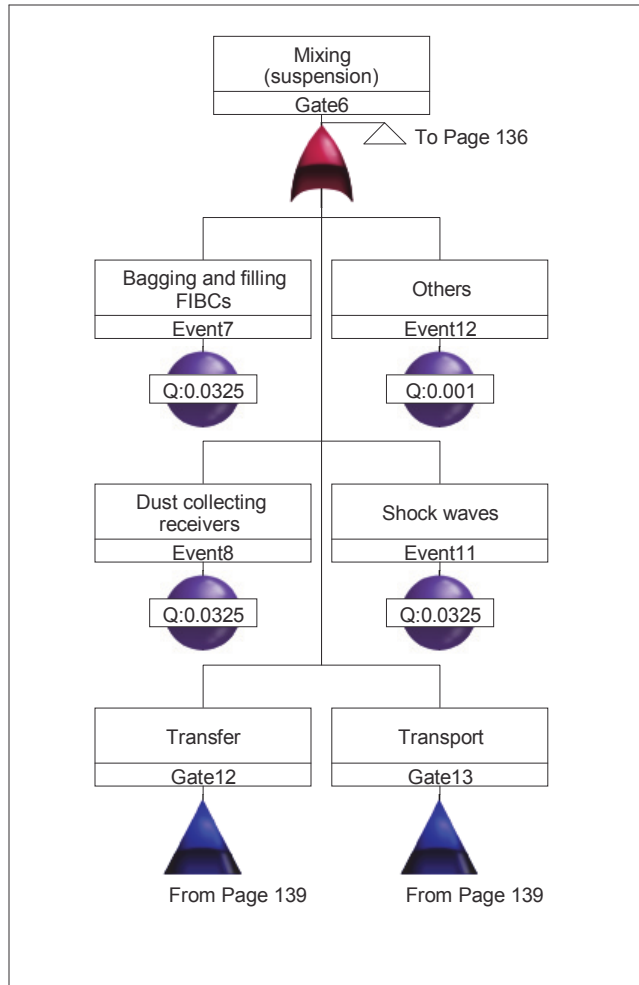 Mixing
(suspension)
Gate6
To Page 136
Bagging and filling
FIBCs
Event7
Q:0.0325
Others
Event12
Q:0.001
Dust collecting
receivers
Event8
Q:0.0325
Shock waves
Event11
Q:0.0325
Transfer
Gate12
From Page 139
Transport
Gate13
From Page 139